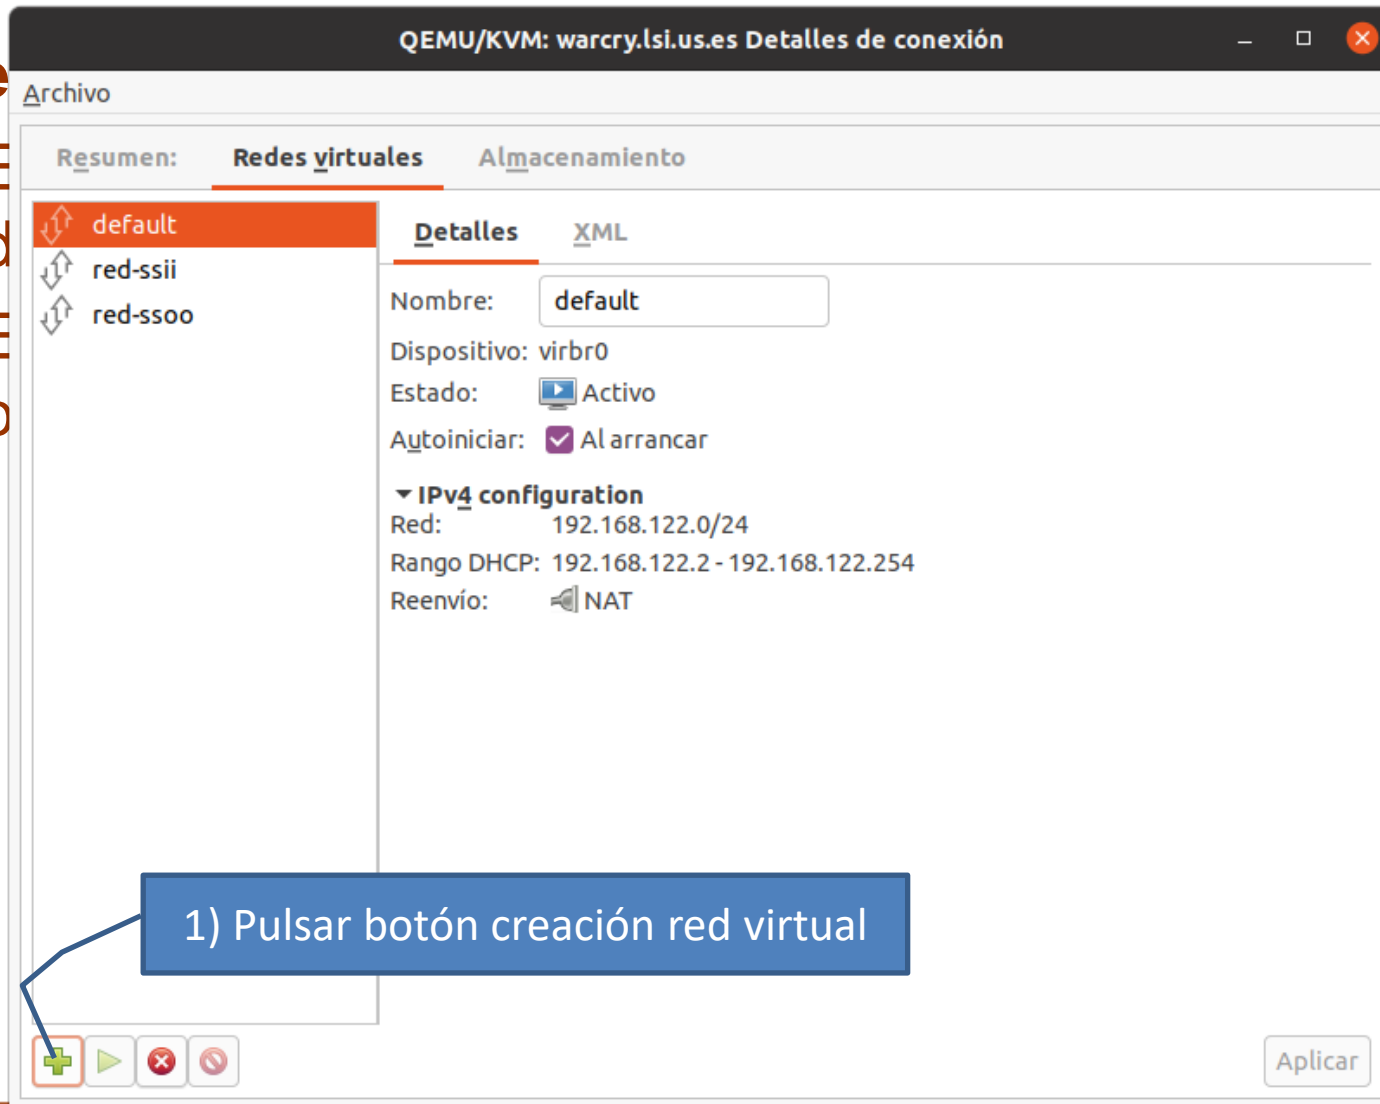 QEMU/KVM: warcry.lsi.us.es Detalles de conexión
Archivo
Resumen: Redes virtuales Almacenamiento
default
red-ssii
red-ssoo
Detalles XML
Nombre: default
Dispositivo: virbr0
Estado: Activo
Autoiniciar: Al arrancar
IPv4 configuration
Red: 192.168.122.0/24
Rango DHCP: 192.168.122.2 - 192.168.122.254
Reenvío: NAT
1) Pulsar botón creación red virtual
Aplicar